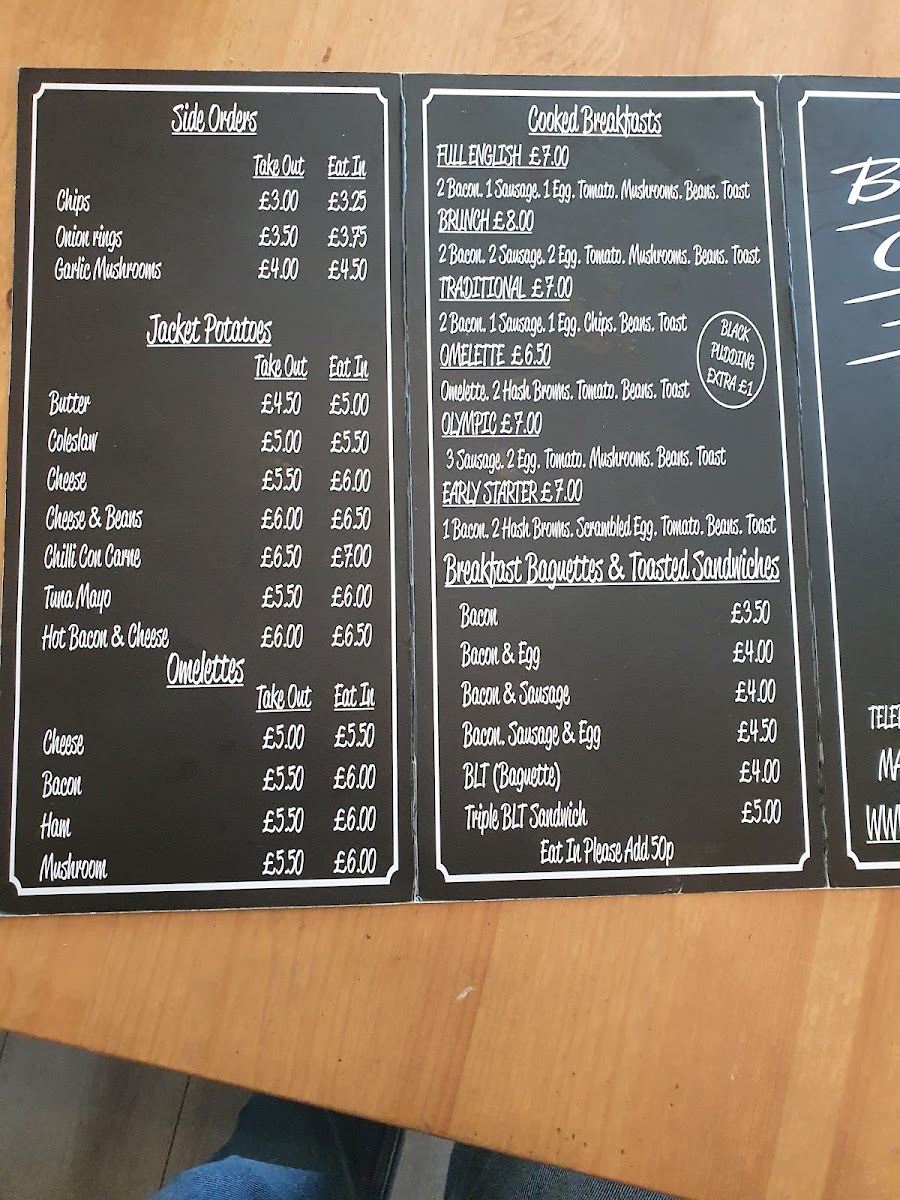 Side Orders
Take Out Eat In
Chips £3.00 £3.25
Onion rings £3.50 £3.75
Garlic Mushrooms £4.00 £4.50
Jacket Potatoes
Take Out Eat In
Butter £4.50 £5.00
Coleslaw £5.00 £5.50
Cheese £5.50 £6.00
Cheese & Beans £6.00 £6.50
Chilli Con Carne £6.50 £7.00
Tuna Mayo £5.50 £6.00
Hot Bacon & Cheese £6.00 £6.50
Omelettes
Take Out Eat In
Cheese £5.00 £5.50
Bacon £5.50 £6.00
Ham £5.50 £6.00
Mushroom £5.50 £6.00
Cooked Breakfasts
FULL ENGLISH £7.00
2 Bacon. 1 Sausage. 1 Egg. Tomato. Mushrooms. Beans. Toast
BRUNCH £8.00
2 Bacon. 2 Sausage. 2 Egg. Tomato. Mushrooms. Beans. Toast
TRADITIONAL £7.00
2 Bacon. 1 Sausage. 1 Egg. Chips. Beans. Toast
OMELETTE £6.50
Omelette. 2 Hash Browns. Tomato. Beans. Toast
OLYMPIC £7.00
3 Sausage. 2 Egg. Tomato. Mushrooms. Beans. Toast
EARLY STARTER £7.00
1 Bacon. 2 Hash Browns. Scrambled Egg. Tomato. Beans. Toast
BLACK
PUDDING
EXTRA £1
Breakfast Baguettes & Toasted Sandwiches
Bacon £3.50
Bacon & Egg £4.00
Bacon & Sausage £4.00
Bacon. Sausage & Egg £4.50
BLT (Baguette) £4.00
Triple BLT Sandwich £5.00
Eat In Please Add 50p